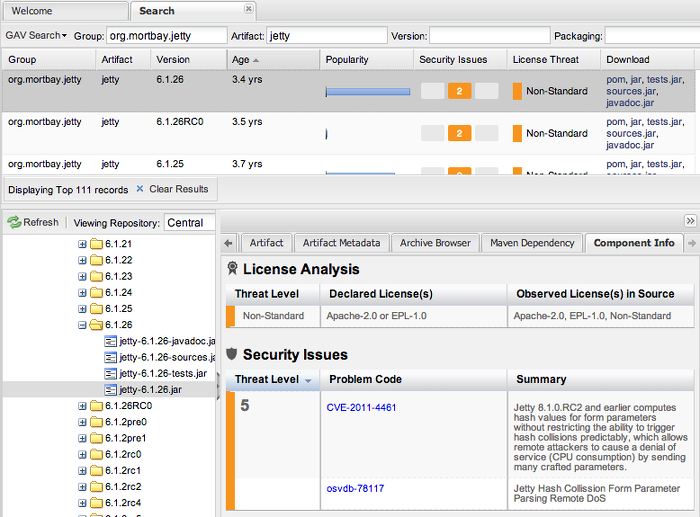 Welcome
Search
GAV Search
Group: org.mortbay.jetty Artifact: jetty Version: Packaging:
Group Artifact Version Age Popularity Security Issues License Threat Download
org.mortbay.jetty jetty 6.1.26 3.4 yrs 2 Non-Standard pom, jar, tests.jar,
sources.jar,
javadoc.jar
org.mortbay.jetty jetty 6.1.26RC0 3.5 yrs 2 Non-Standard pom, jar, tests.jar,
sources.jar,
javadoc.jar
org.mortbay.jetty jetty 6.1.25 3.7 yrs 2 Non-Standard pom, jar, tests.jar,
sources.jar,
Displaying Top 111 records Clear Results
Refresh Viewing Repository: Central
6.1.21
6.1.22
6.1.23
6.1.24
6.1.25
6.1.26
jetty-6.1.26-javadoc.ja
jetty-6.1.26-sources.ja
jetty-6.1.26-tests.jar
jetty-6.1.26.jar
6.1.26RC0
6.1.2pre0
6.1.2pre1
6.1.2rc0
6.1.2rc1
6.1.2rc2
6.1.2rc4
Artifact Artifact Metadata Archive Browser Maven Dependency Component Info
License Analysis
Threat Level Declared License(s) Observed License(s) in Source
Non-Standard Apache-2.0 or EPL-1.0 Apache-2.0, EPL-1.0, Non-Standard
Security Issues
Threat Level Problem Code Summary
5 CVE-2011-4461 Jetty 8.1.0.RC2 and earlier computes
hash values for form parameters
without restricting the ability to trigger
hash collisions predictably, which allows
remote attackers to cause a denial of
service (CPU consumption) by sending
many crafted parameters.
osvdb-78117 Jetty Hash Collission Form Parameter
Parsing Remote DoS